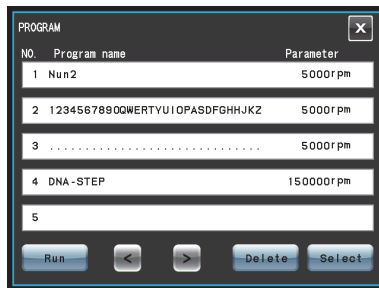 PROGRAM X
NO. Program name Parameter
1 Nun2 5000rpm
2 1234567890QWERTYUIOPASDFGHHJKZ 5000rpm
3 .............................. 5000rpm
4 DNA-STEP 150000rpm
5
Run < > Delete Select